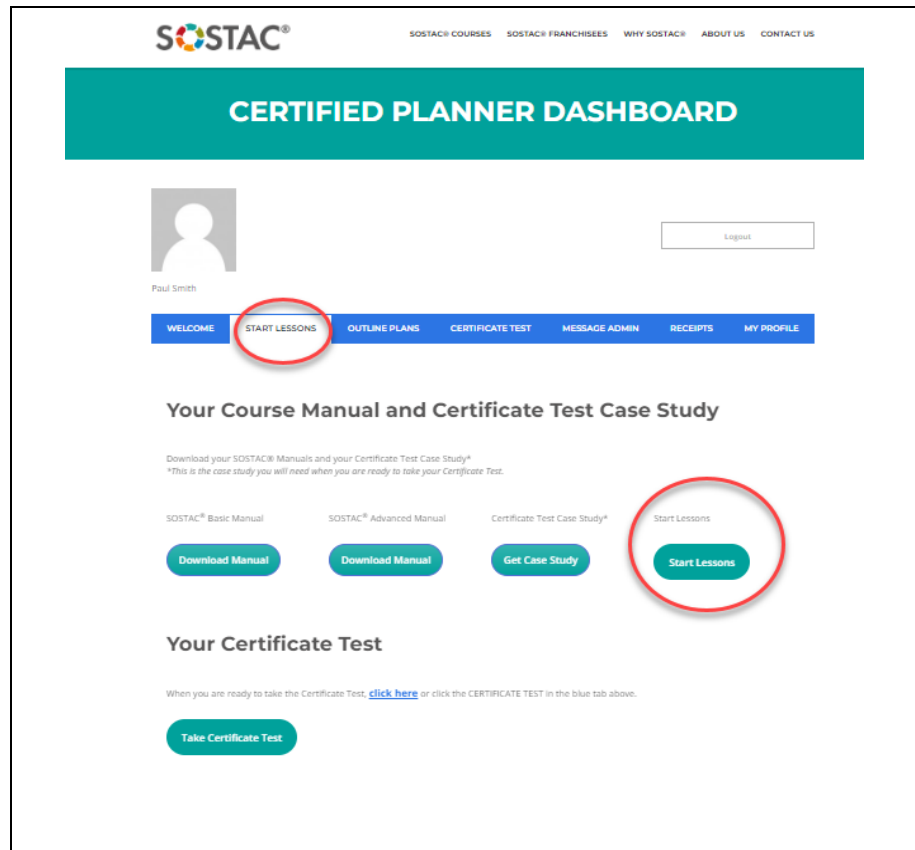 SOSTAC®
SOSTAC® COURSES SOSTAC® FRANCHISEES WHY SOSTAC® ABOUT US CONTACT US
CERTIFIED PLANNER DASHBOARD
Logout
Paul Smith
WELCOME START LESSONS OUTLINE PLANS CERTIFICATE TEST MESSAGE ADMIN RECEIPTS MY PROFILE
Your Course Manual and Certificate Test Case Study
Download your SOSTAC® Manuals and your Certificate Test Case Study*
*This is the case study you will need when you are ready to take your Certificate Test.
SOSTAC® Basic Manual SOSTAC® Advanced Manual Certificate Test Case Study* Start Lessons
Download Manual Download Manual Get Case Study Start Lessons
Your Certificate Test
When you are ready to take the Certificate Test, click here or click the CERTIFICATE TEST in the blue tab above.
Take Certificate Test